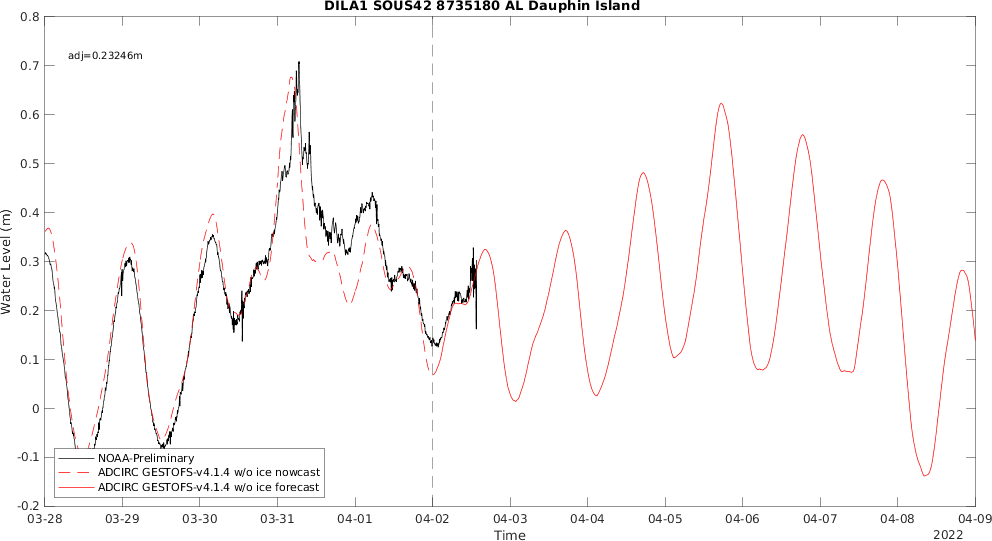 DILA1 SOUS42 8735180 AL Dauphin Island
adj=0.23246m
Water Level (m)
0.8
0.7
0.6
0.5
0.4
0.3
0.2
0.1
0
-0.1
-0.2
NOAA-Preliminary
ADCIRC GESTOFS-v4.1.4 w/o ice nowcast
ADCIRC GESTOFS-v4.1.4 w/o ice forecast
03-28 03-29 03-30 03-31 04-01 04-02 04-03 04-04 04-05 04-06 04-07 04-08 04-09
Time
2022